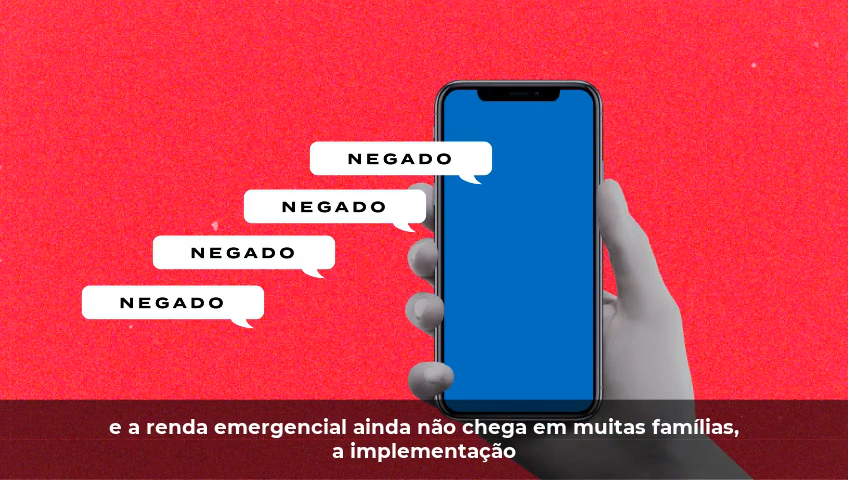 NEGADO
NEGADO
NEGADO
NEGADO
e a renda emergencial ainda não chega em muitas famílias,
a implementação